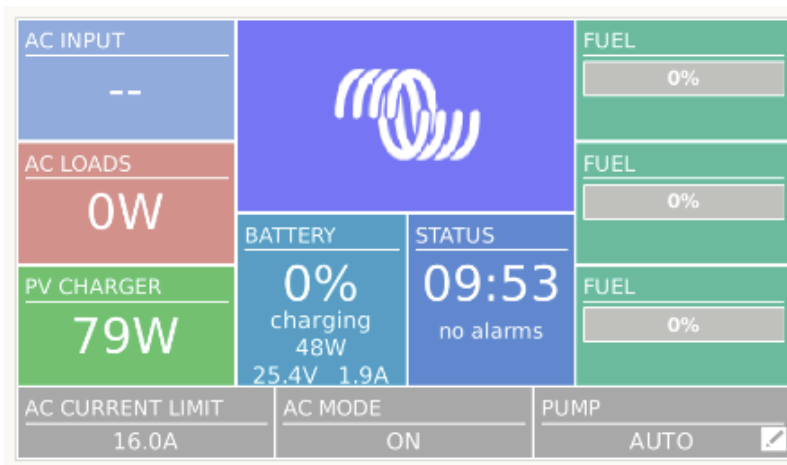 AC INPUT
--
AC LOADS
0W
PV CHARGER
79W
BATTERY
0%
charging
48W
25.4V 1.9A
STATUS
09:53
no alarms
FUEL
0%
FUEL
0%
FUEL
0%
AC CURRENT LIMIT
16.0A
AC MODE
ON
PUMP
AUTO